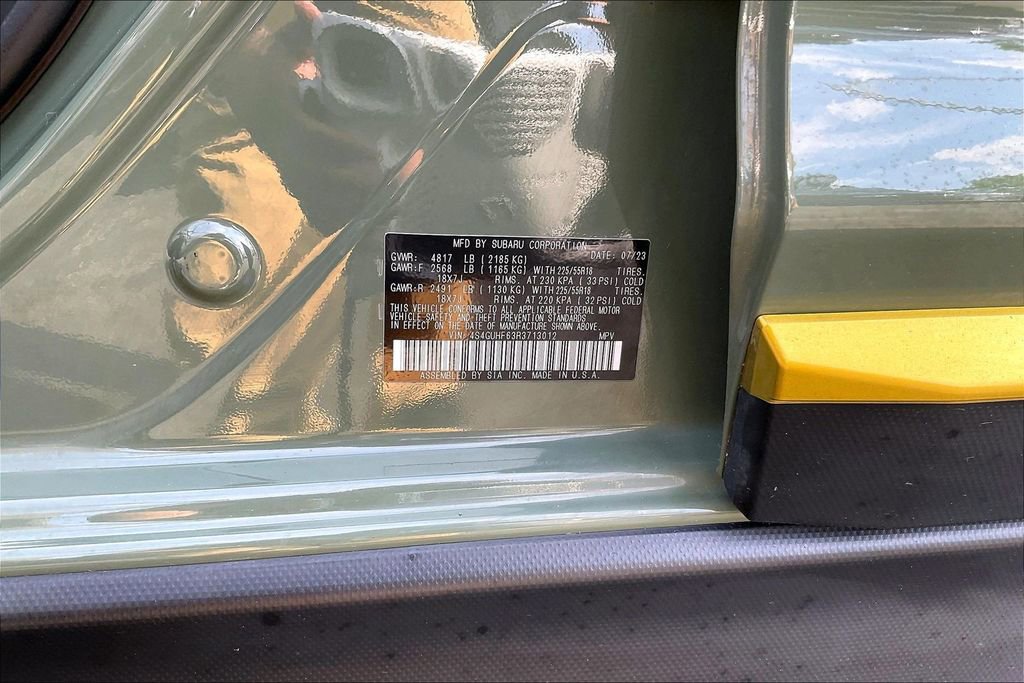 MFD BY SUBARU CORPORATION
GVWR: 4817 LB (2185 KG) DATE: 07/23
GAWR:F 2568 LB (1165 KG) WITH 225/55R18 TIRES.
18X7J RIMS. AT 230 KPA (33 PSI) COLD
GAWR:R 2491 LB (1130 KG) WITH 225/55R18 TIRES.
18X7J RIMS. AT 220 KPA (32 PSI) COLD
THIS VEHICLE CONFORMS TO ALL APPLICABLE FEDERAL MOTOR
VEHICLE SAFETY AND THEFT PREVENTION STANDARDS
IN EFFECT ON THE DATE OF MANUFACTURE SHOWN ABOVE.
VIN: 4S4GUHF63R3713012 MPV
ASSEMBLED BY SIA INC. MADE IN U.S.A.